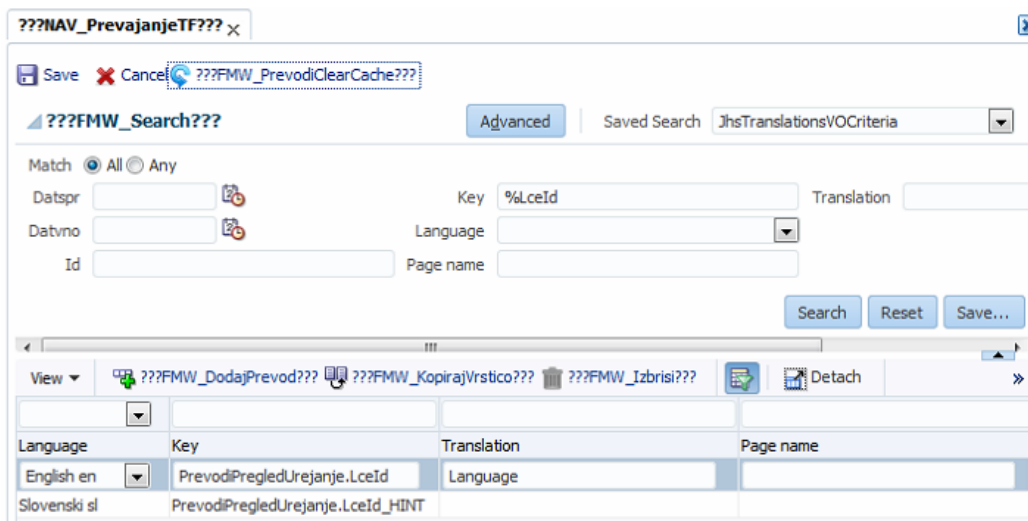 ???NAV_PrevajanjeTF???
Save Cancel ???FMW_PrevodiClearCache???
???FMW_Search??? Advanced Saved Search JhsTranslationsVOCriteria
Match All Any
Datspr Key %LceId Translation
Datvno Language
Id Page name
Search Reset Save...
View ???FMW_DodajPrevod??? ???FMW_KopirajVrstico??? ???FMW_Izbrisi??? Detach »
Language Key Translation Page name
English en PrevodiPregledUrejanje.LceId Language
Slovenski sl PrevodiPregledUrejanje.LceId_HINT